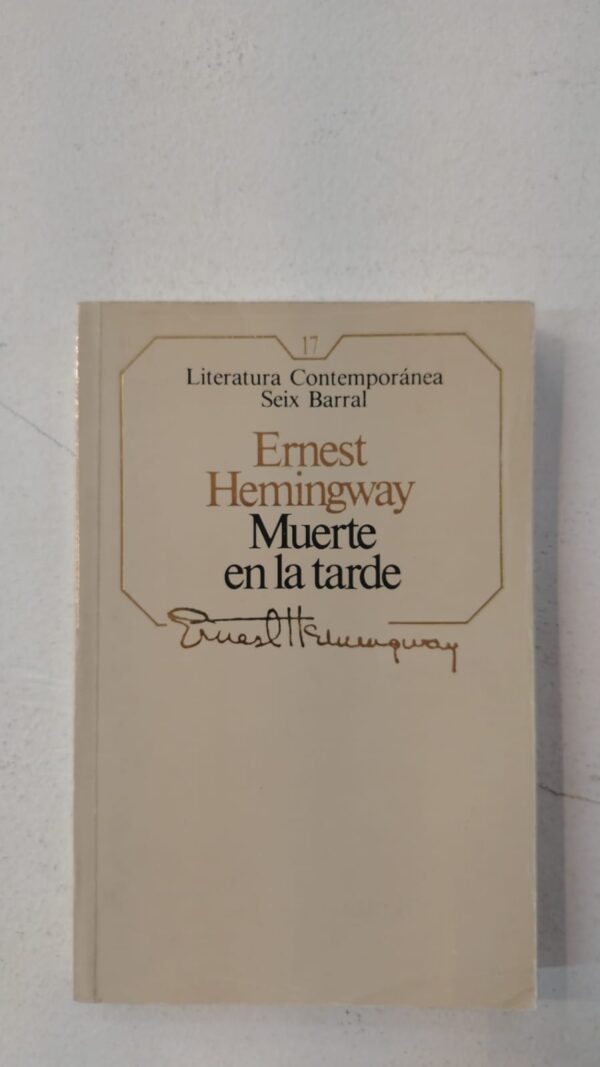 17
Literatura Contemporánea
Seix Barral
Ernest
Hemingway
Muerte
en la tarde
Ernest Hemingway